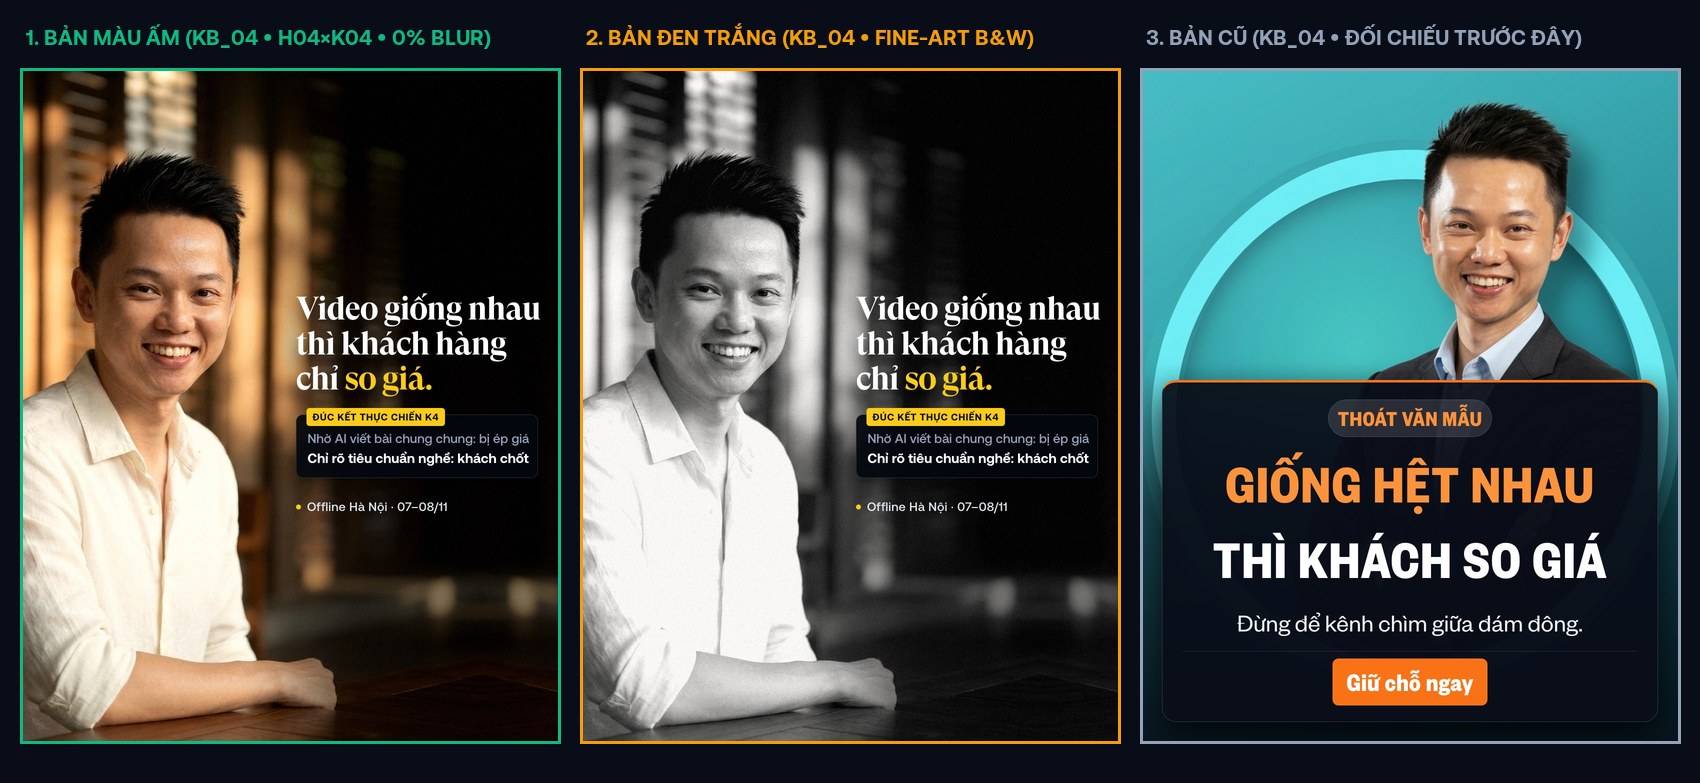 1. BẢN MÀU ẤM (KB_04 • H04×K04 • 0% BLUR)
Video giống nhau
thì khách hàng
chỉ so giá.
ĐÚC KẾT THỰC CHIẾN K4
Nhờ AI viết bài chung chung: bị ép giá
Chỉ rõ tiêu chuẩn nghề: khách chốt
Offline Hà Nội · 07–08/11
2. BẢN ĐEN TRẮNG (KB_04 • FINE-ART B&W)
Video giống nhau
thì khách hàng
chỉ so giá.
ĐÚC KẾT THỰC CHIẾN K4
Nhờ AI viết bài chung chung: bị ép giá
Chỉ rõ tiêu chuẩn nghề: khách chốt
Offline Hà Nội · 07–08/11
3. BẢN CŨ (KB_04 • ĐỐI CHIẾU TRƯỚC ĐÂY)
THOÁT VĂN MẪU
GIỐNG HỆT NHAU
THÌ KHÁCH SO GIÁ
Đừng để kênh chìm giữa đám đông.
Giữ chỗ ngay